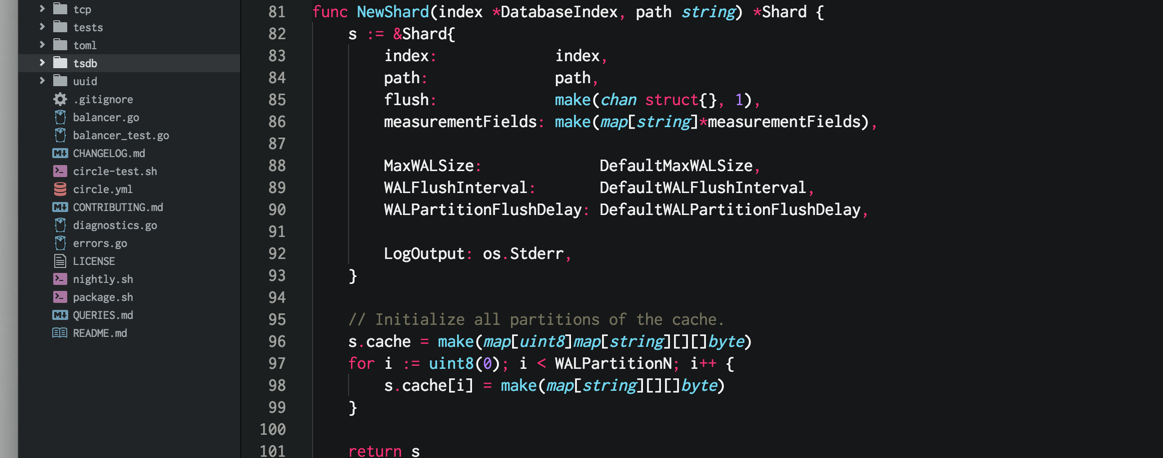 tcp
tests
toml
tsdb
uuid
.gitignore
balancer.go
balancer_test.go
CHANGELOG.md
circle-test.sh
circle.yml
CONTRIBUTING.md
diagnostics.go
errors.go
LICENSE
nightly.sh
package.sh
QUERIES.md
README.md
81 func NewShard(index *DatabaseIndex, path string) *Shard {
82     s := &Shard{
83         index:             index,
84         path:              path,
85         flush:             make(chan struct{}, 1),
86         measurementFields: make(map[string]*measurementFields),
87
88         MaxWALSize:             DefaultMaxWALSize,
89         WALFlushInterval:       DefaultWALFlushInterval,
90         WALPartitionFlushDelay: DefaultWALPartitionFlushDelay,
91
92         LogOutput: os.Stderr,
93     }
94
95     // Initialize all partitions of the cache.
96     s.cache = make(map[uint8]map[string][][]byte)
97     for i := uint8(0); i < WALPartitionN; i++ {
98         s.cache[i] = make(map[string][][]byte)
99     }
100
101     return s